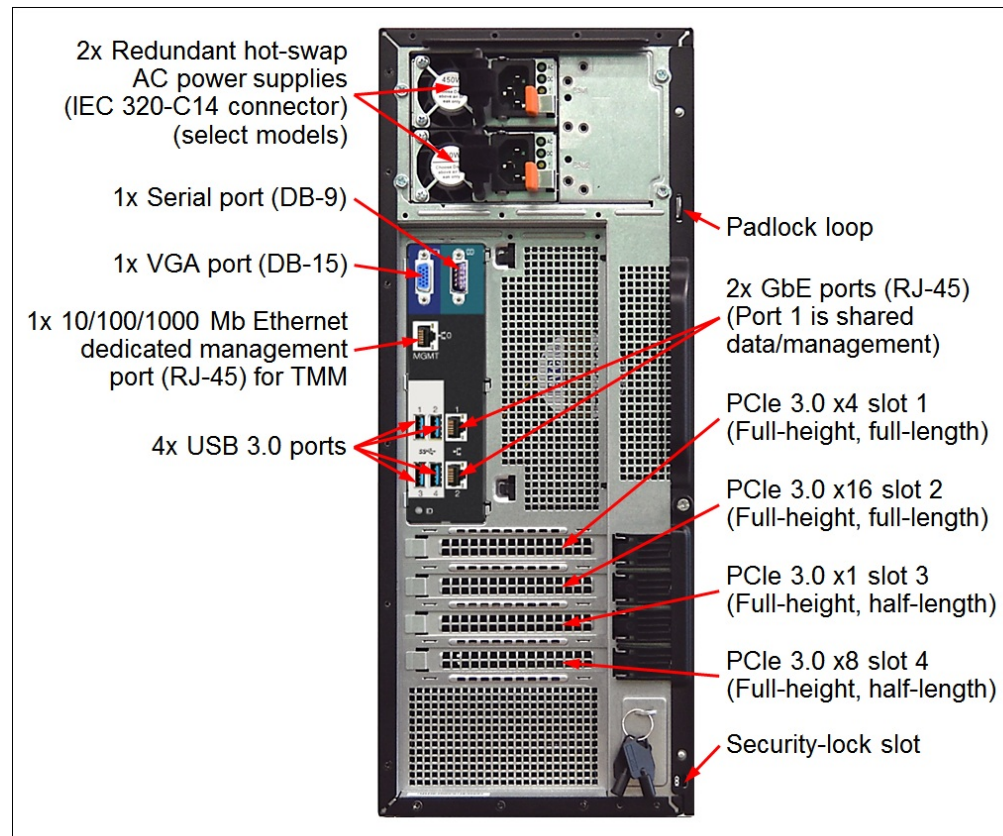 2x Redundant hot-swap
AC power supplies
(IEC 320-C14 connector)
(select models)
1x Serial port (DB-9)
1x VGA port (DB-15)
1x 10/100/1000 Mb Ethernet
dedicated management
port (RJ-45) for TMM
4x USB 3.0 ports
450W
MGMT
1 2
1
3 4
2
ID
Padlock loop
2x GbE ports (RJ-45)
(Port 1 is shared
data/management)
PCIe 3.0 x4 slot 1
(Full-height, full-length)
PCIe 3.0 x16 slot 2
(Full-height, full-length)
PCIe 3.0 x1 slot 3
(Full-height, half-length)
PCIe 3.0 x8 slot 4
(Full-height, half-length)
Security-lock slot